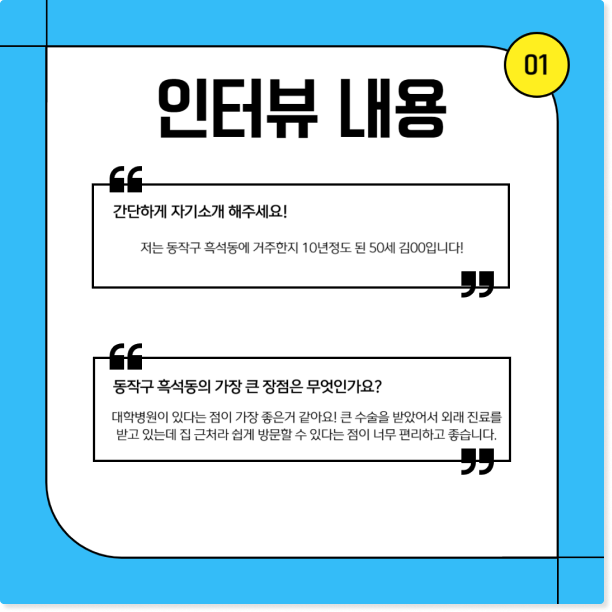 01
인터뷰 내용
간단하게 자기소개 해주세요!
저는 동작구 흑석동에 거주한지 10년정도 된 50세 김00입니다!
동작구 흑석동의 가장 큰 장점은 무엇인가요?
대학병원이 있다는 점이 가장 좋은거 같아요! 큰 수술을 받았어서 외래 진료를
받고 있는데 집 근처라 쉽게 방문할 수 있다는 점이 너무 편리하고 좋습니다.